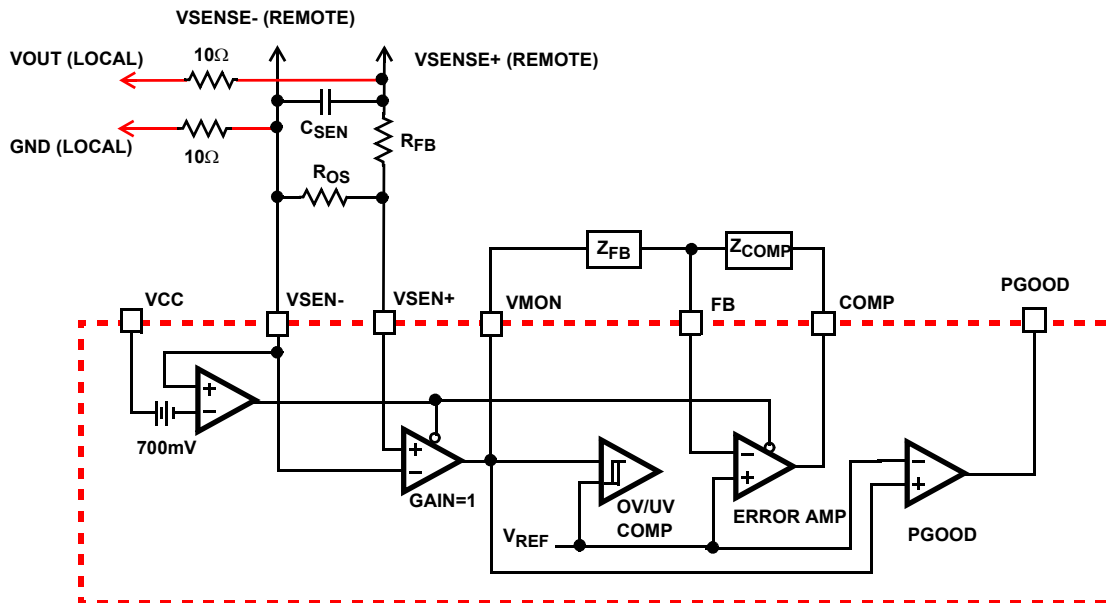 VSENSE- (REMOTE)
VOUT (LOCAL)
10Ω
VSENSE+ (REMOTE)
CSEN
GND (LOCAL)
10Ω
RFB
ROS
ZFB
ZCOMP
VCC
VSEN-
VSEN+
VMON
FB
COMP
PGOOD
+
−
700mV
+
−
GAIN=1
OV/UV
COMP
−
+
ERROR AMP
−
+
PGOOD
VREF